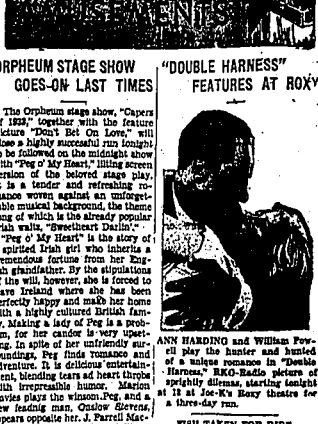 AMUSEMENTS
ORPHEUM STAGE SHOW
GOES ON LAST TIMES
The Orpheum stage show, "Capers
of 1933," together with the feature
picture "Don't Bet On Love," will
close a highly successful run tonight
to be followed on the midnight show
with "Peg o' My Heart," lilting screen
version of the beloved stage play.
It is a tender and refreshing ro-
mance woven against an unforget-
able musical background, the theme
song of which is the already popular
Irish waltz, "Sweetheart Darlin'."
"Peg o' My Heart" is the story of
a spirited Irish girl who inherits a
tremendous fortune from her Eng-
lish grandfather. By the stipulations
of the will, however, she is forced to
leave Ireland where she has been
perfectly happy and make her home
with a highly cultured British fam-
ily. Making a lady of Peg is a prob-
lem, for her candor is very upset-
ting. In spite of her unfriendly sur-
roundings, Peg finds romance and
adventure. It is delicious entertain-
ment, blending tears ad heart throbs
with irrepressible humor. Marion
Davies plays the winsom Peg, and a
new leading man, Onslow Stevens,
appears opposite her. J. Farrell Mac-
"DOUBLE HARNESS"
FEATURES AT ROXY
ANN HARDING and William Pow-
ell play the hunter and hunted
of a unique romance in "Double
Harness," RKO-Radio picture of
sprightly dilemas, starting tonight
at 12 at Joe-K's Roxy theatre for
a three-day run.